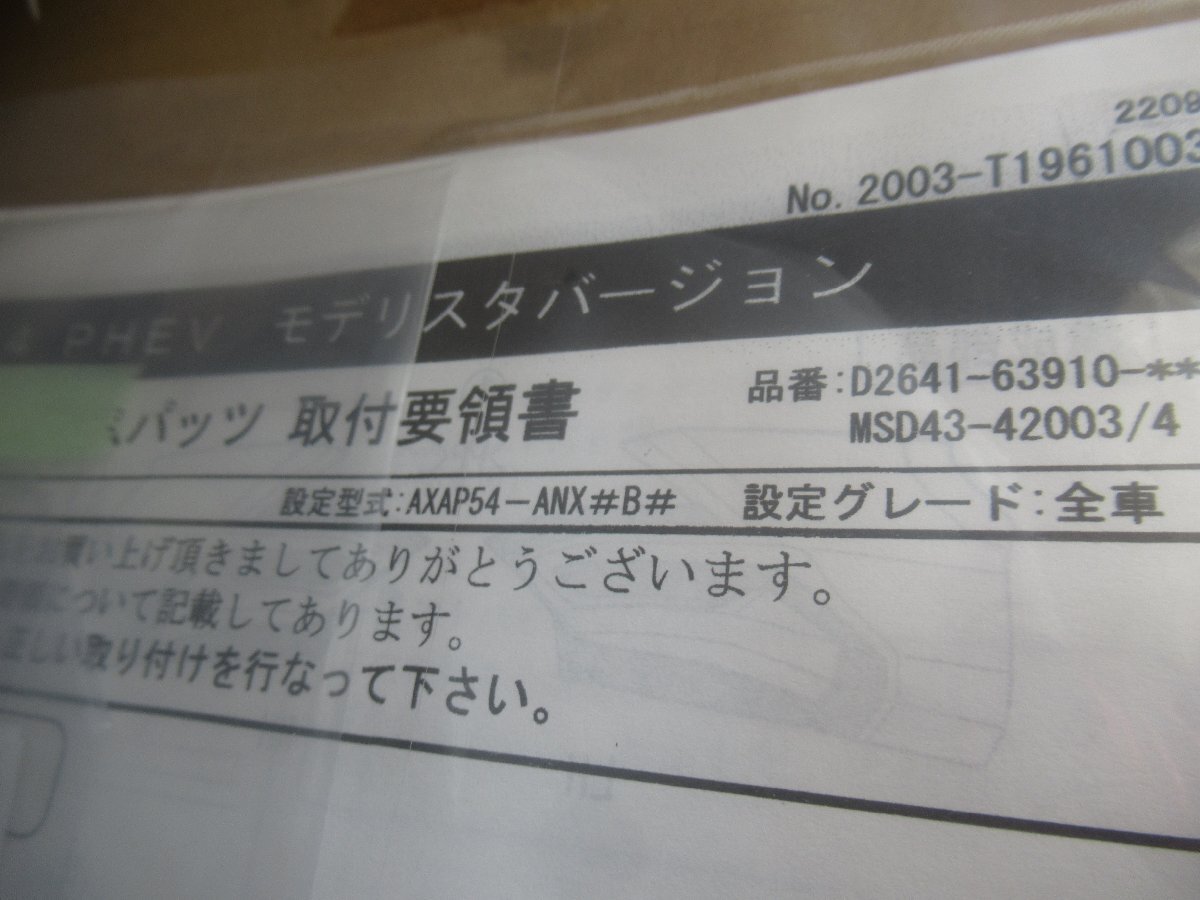 2208
No. 2003-T1961003
4 PHEV モデリスタバージョン
パッツ 取付要領書
品番:D2641-63910-**
MSD43-42003/4
設定型式:AXAP54-ANX#B# 設定グレード:全車
お買い上げ頂きましてありがとうございます。
について記載してあります。
正しい取り付けを行なって下さい。